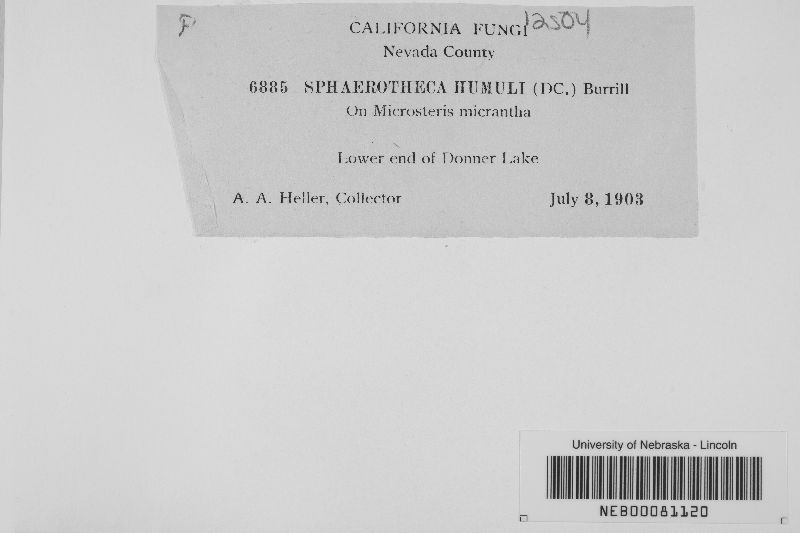 F
CALIFORNIA FUNGI 12504
Nevada County
6885 SPHAEROTHECA HUMULI (DC.) Burrill
On Microsteris micrantha
Lower end of Donner Lake
A. A. Heller, Collector July 8, 1903
University of Nebraska - Lincoln
NEB00081120